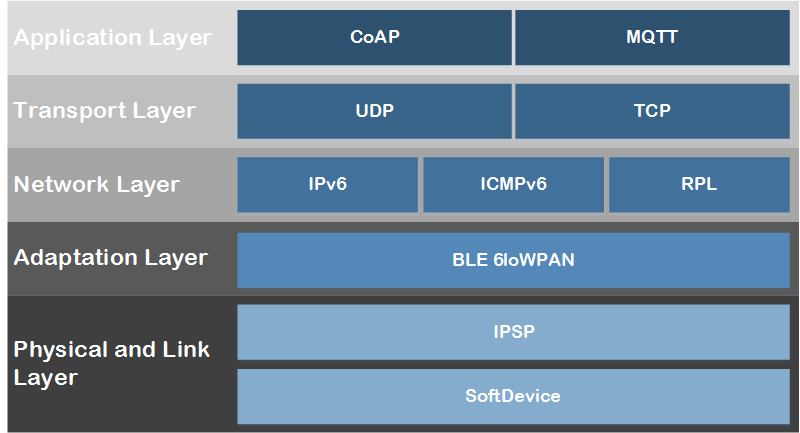 Application Layer
CoAP
MQTT
Transport Layer
UDP
TCP
Network Layer
IPv6
ICMPv6
RPL
Adaptation Layer
BLE 6loWPAN
Physical and Link
Layer
IPSP
SoftDevice